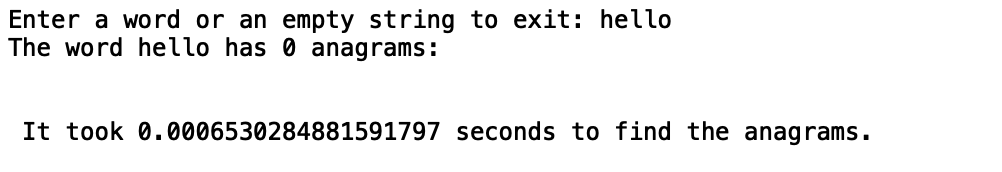 Enter a word or an empty string to exit: hello
The word hello has 0 anagrams:
It took 0.0006530284881591797 seconds to find the anagrams.